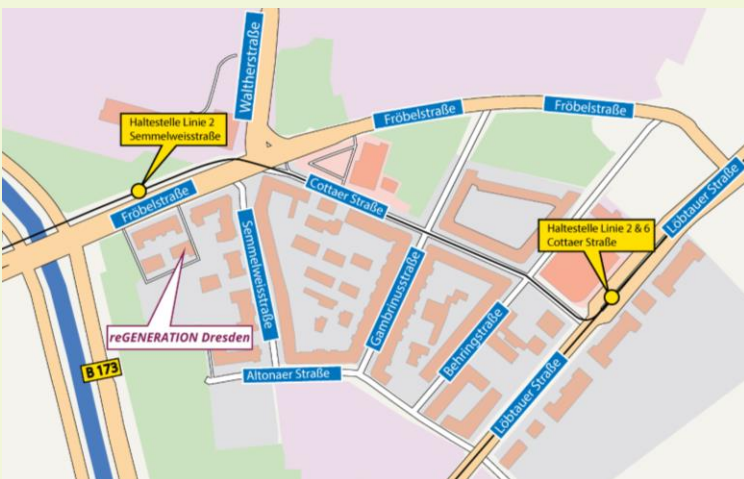 Waltherstraße
Haltestelle Linie 2
Semmelweisstraße
Fröbelstraße
Fröbelstraße
Fröbelstraße
Cottaer Straße
Löbtauer Straße
Haltestelle Linie 2 & 6
Cottaer Straße
Semmelweisstraße
Gambrinusstraße
Behringstraße
reGENERATION Dresden
B 173
Altonaer Straße
Löbtauer Straße